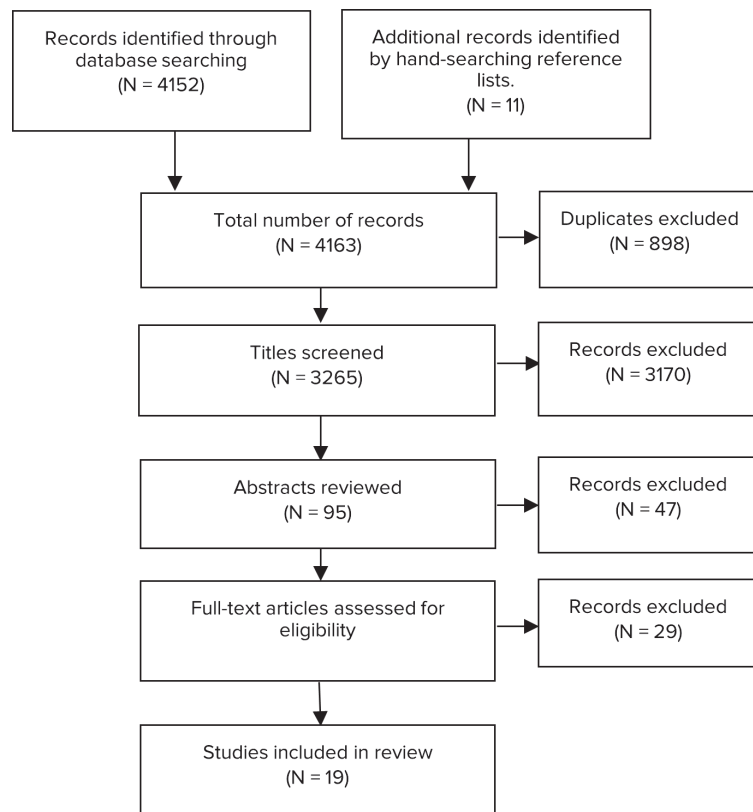 Records identified through
database searching
(N = 4152)
Additional records identified
by hand-searching reference
lists.
(N = 11)
Total number of records
(N = 4163)
Duplicates excluded
(N = 898)
Titles screened
(N = 3265)
Records excluded
(N = 3170)
Abstracts reviewed
(N = 95)
Records excluded
(N = 47)
Full-text articles assessed for
eligibility
Records excluded
(N = 29)
Studies included in review
(N = 19)